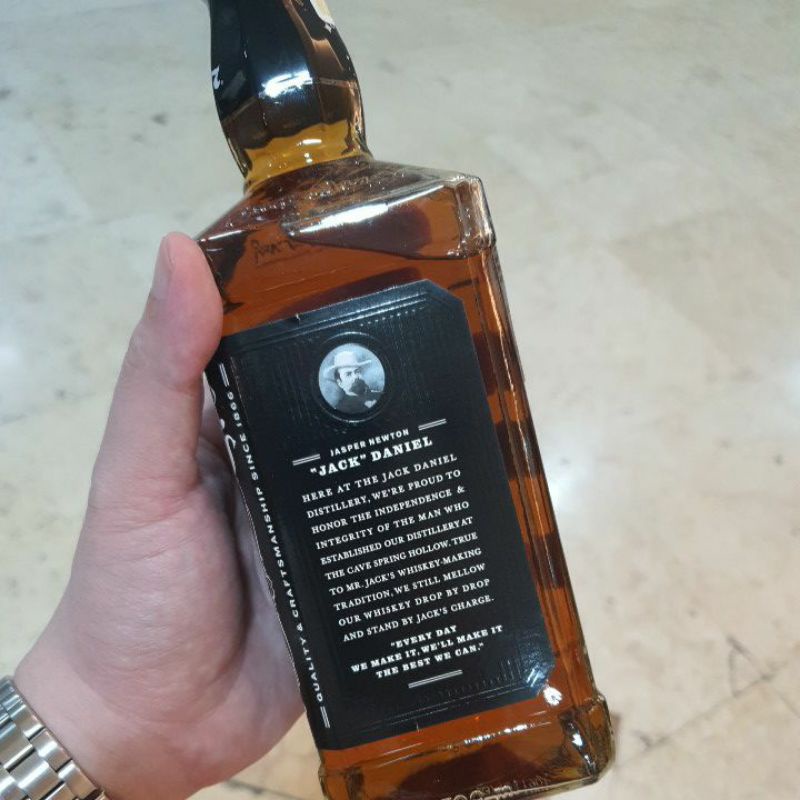 JASPER NEWTON
"JACK" DANIEL
HERE AT THE JACK DANIEL
DISTILLERY, WE'RE PROUD TO
HONOR THE INDEPENDENCE &
INTEGRITY OF THE MAN WHO
ESTABLISHED OUR DISTILLERY AT
THE CAVE SPRING HOLLOW. TRUE
TO MR. JACK'S WHISKEY-MAKING
TRADITION, WE STILL MELLOW
OUR WHISKEY DROP BY DROP
AND STAND BY JACK'S CHARGE.
"EVERY DAY
WE MAKE IT, WE'LL MAKE IT
THE BEST WE CAN."
QUALITY & CRAFTSMANSHIP SINCE 1866